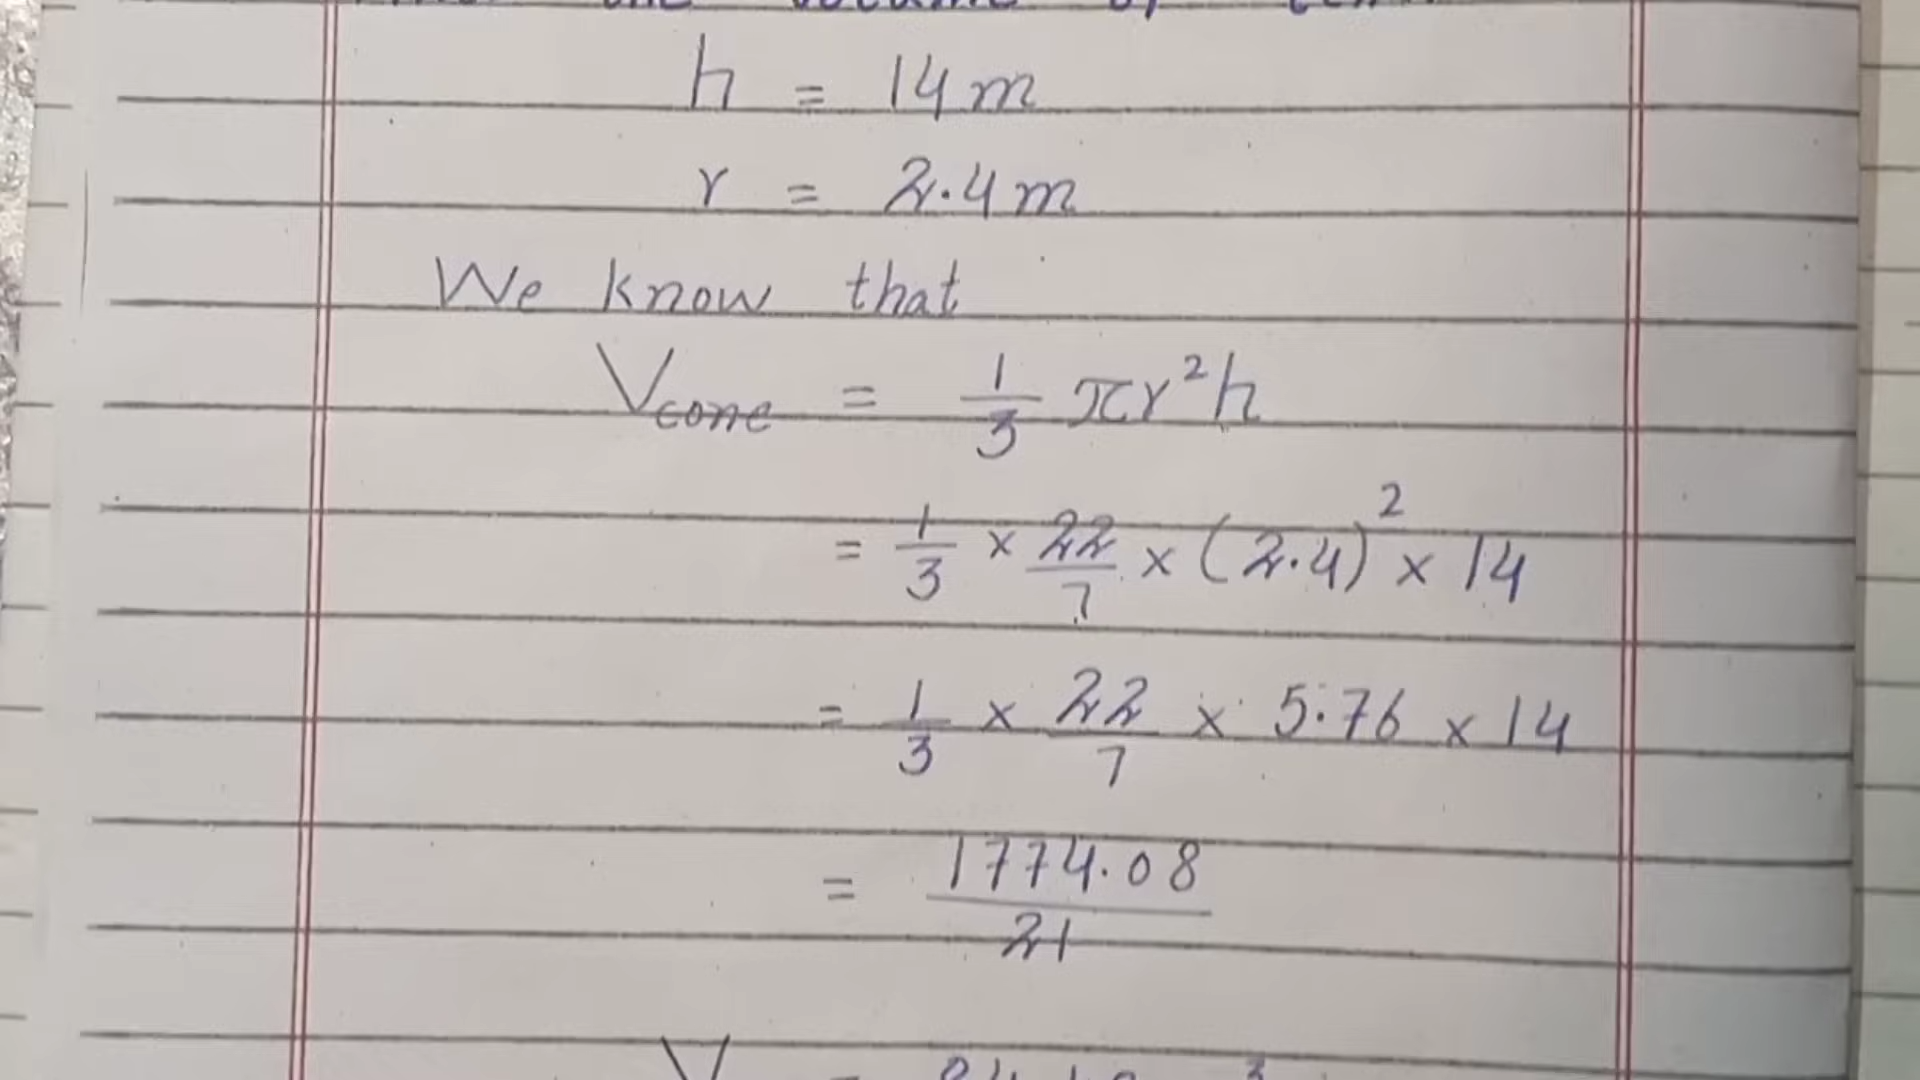 h = 14m
r = 2.4m
We know that
Vcone = 1/3 πr²h
= 1/3 × 22/7 × (2.4)² × 14
= 1/3 × 22/7 × 5.76 × 14
= 1774.08/21